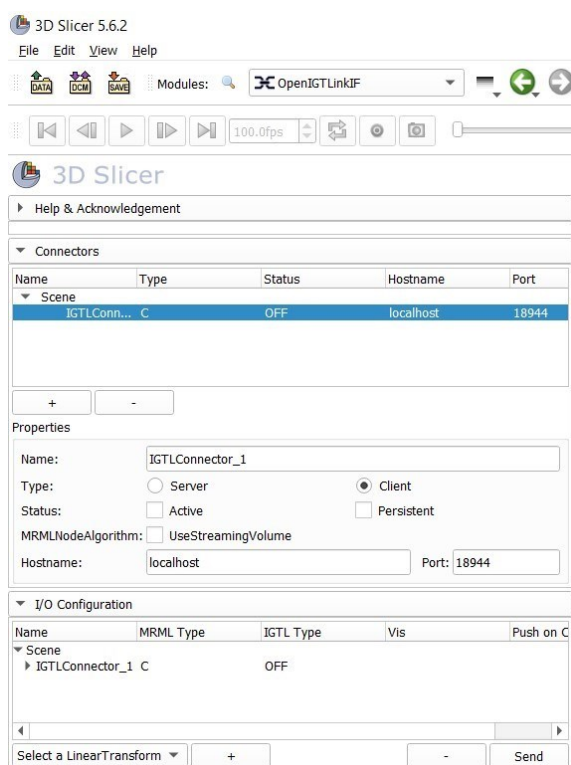 3D Slicer 5.6.2
File Edit View Help
DATA DCM SAVE Modules: OpenIGTLinkIF
100.0fps
3D Slicer
Help & Acknowledgement
Connectors
Name Type Status Hostname Port
Scene
IGTLConn... C OFF localhost 18944
+ -
Properties
Name: IGTLConnector_1
Type: Server Client
Status: Active Persistent
MRMLNodeAlgorithm: UseStreamingVolume
Hostname: localhost Port: 18944
I/O Configuration
Name MRML Type IGTL Type Vis Push on C
Scene
IGTLConnector_1 C OFF
Select a LinearTransform + - Send